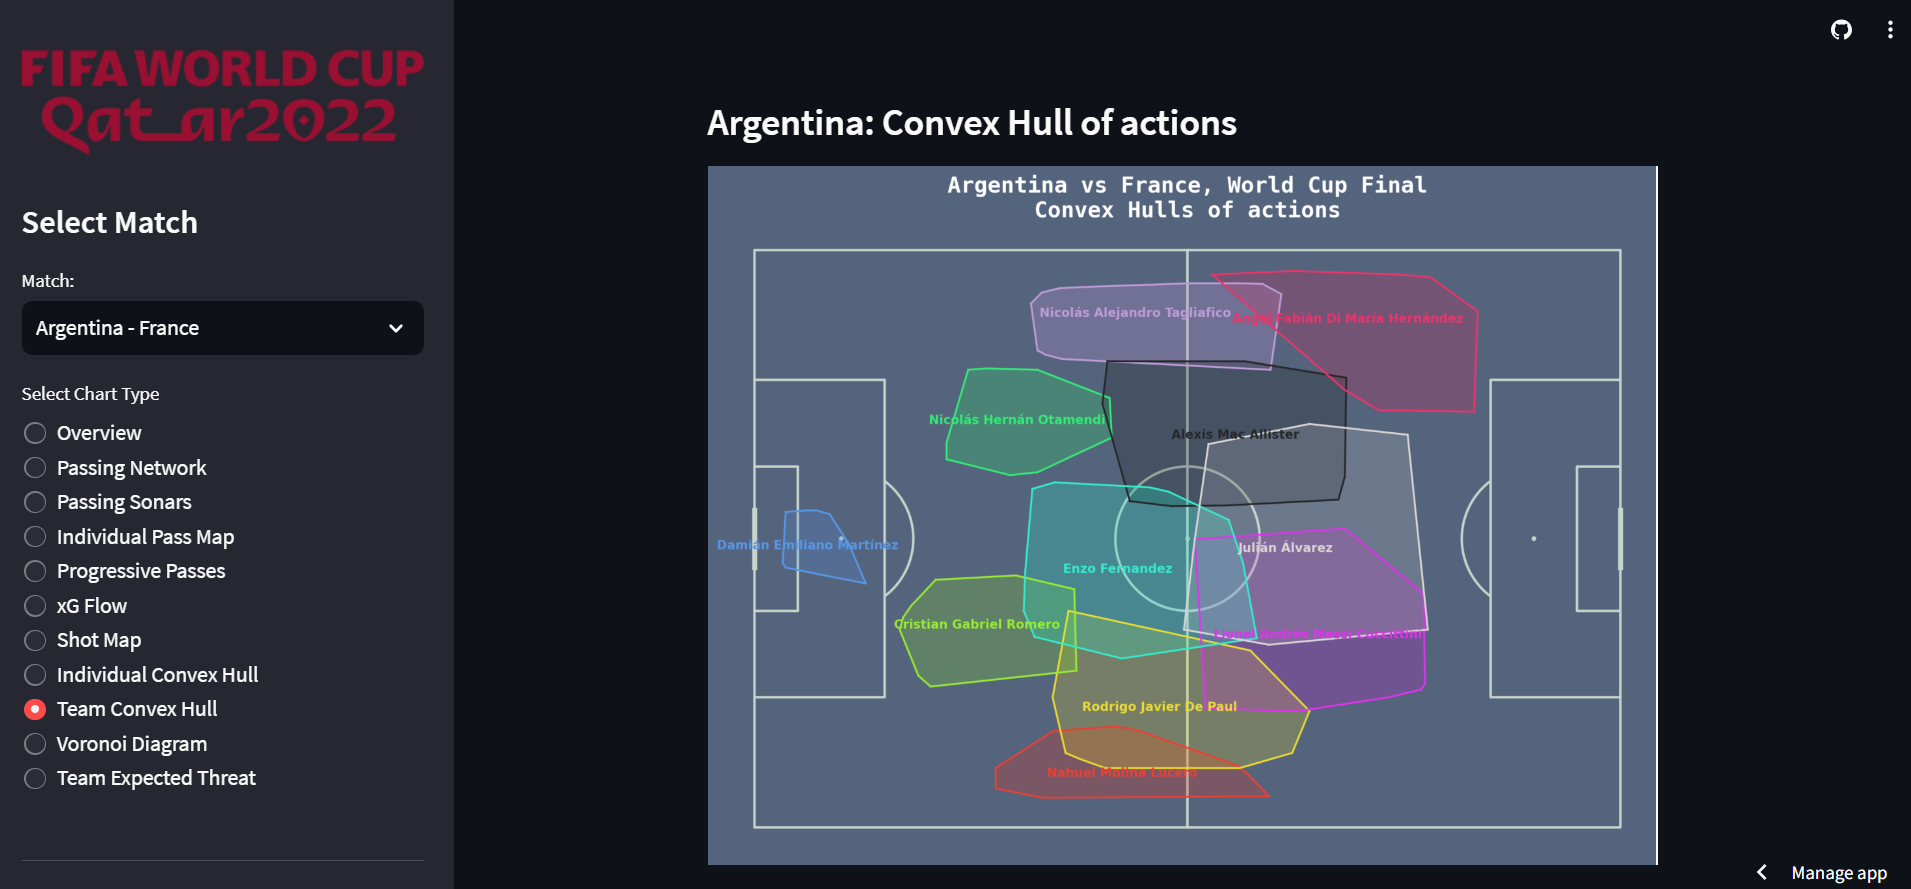 FIFA WORLD CUP
Qatar2022
Select Match
Match:
Argentina - France
Select Chart Type
Overview
Passing Network
Passing Sonars
Individual Pass Map
Progressive Passes
xG Flow
Shot Map
Individual Convex Hull
Team Convex Hull
Voronoi Diagram
Team Expected Threat
Argentina: Convex Hull of actions
Argentina vs France, World Cup Final
Convex Hulls of actions
Nicolás Alejandro Tagliafico
Ángel Fabián Di María Hernández
Nicolás Hernán Otamendi
Alexis Mac Allister
Damián Emiliano Martínez
Julián Álvarez
Enzo Fernandez
Cristian Gabriel Romero
Lionel Andrés Messi Cuccittini
Rodrigo Javier De Paul
Nahuel Molina Lucero
Manage app